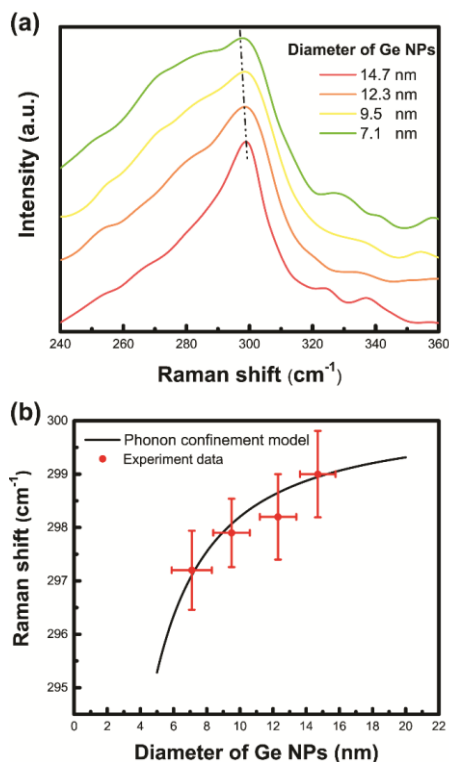 (a)
Diameter of Ge NPs
14.7 nm
12.3 nm
9.5 nm
7.1 nm
Intensity (a.u.)
240 260 280 300 320 340 360
Raman shift (cm⁻¹)
(b)
300
299
298
297
296
295
Phonon confinement model
Experiment data
Raman shift (cm⁻¹)
0 2 4 6 8 10 12 14 16 18 20 22
Diameter of Ge NPs (nm)